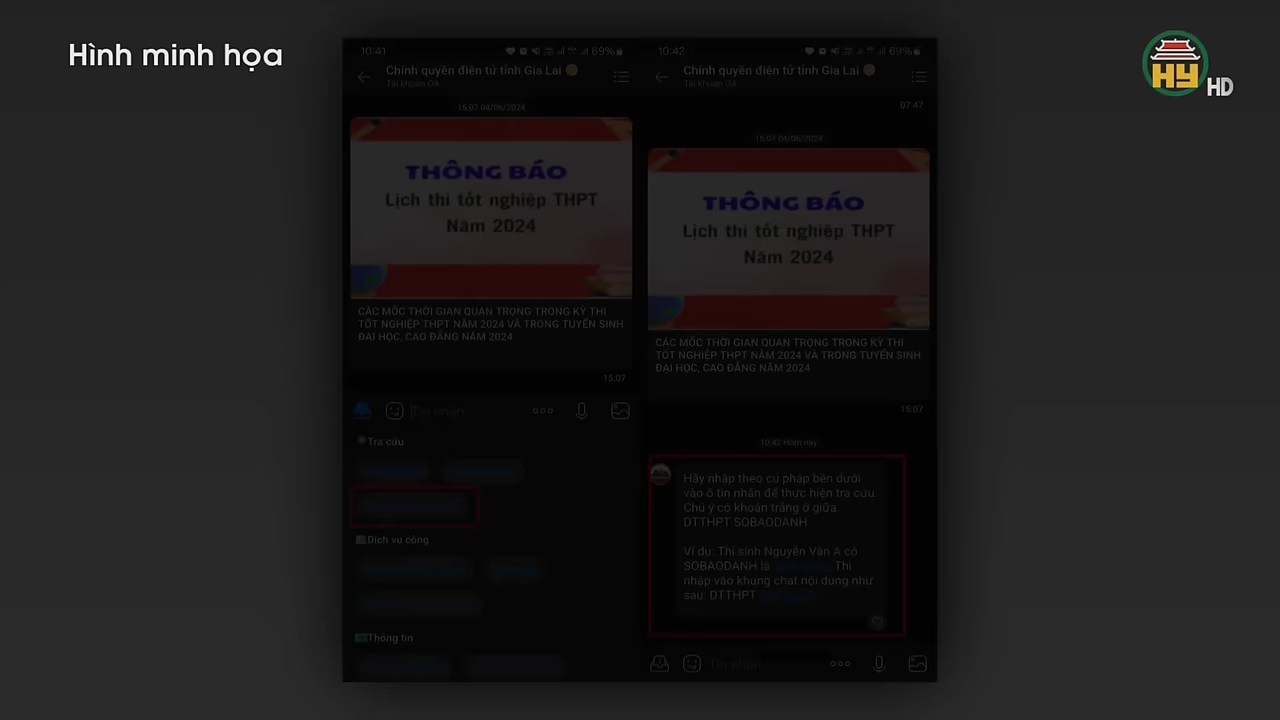 Hình minh họa
HY HD
10:41
69%
Chính quyền điện tử tỉnh Gia Lai
Tài khoản OA
15:07 04/06/2024
THÔNG BÁO
Lịch thi tốt nghiệp THPT
Năm 2024
CÁC MỐC THỜI GIAN QUAN TRỌNG TRONG KỲ THI
TỐT NGHIỆP THPT NĂM 2024 VÀ TRONG TUYỂN SINH
ĐẠI HỌC, CAO ĐẲNG NĂM 2024
15:07
Tin nhắn
Tra cứu
Dịch vụ công
Thông tin
10:42
69%
Chính quyền điện tử tỉnh Gia Lai
Tài khoản OA
07:47
15:07 04/06/2024
THÔNG BÁO
Lịch thi tốt nghiệp THPT
Năm 2024
CÁC MỐC THỜI GIAN QUAN TRỌNG TRONG KỲ THI
TỐT NGHIỆP THPT NĂM 2024 VÀ TRONG TUYỂN SINH
ĐẠI HỌC, CAO ĐẲNG NĂM 2024
15:07
10:42 Hôm nay
Hãy nhập theo cú pháp bên dưới
vào ô tin nhắn để thực hiện tra cứu.
Chú ý có khoản trắng ở giữa.
DTTHPT SOBAODANH
Ví dụ: Thí sinh Nguyễn Văn A có
SOBAODANH là Thì
nhập vào khung chat nội dung như
sau: DTTHPT
Tin nhắn